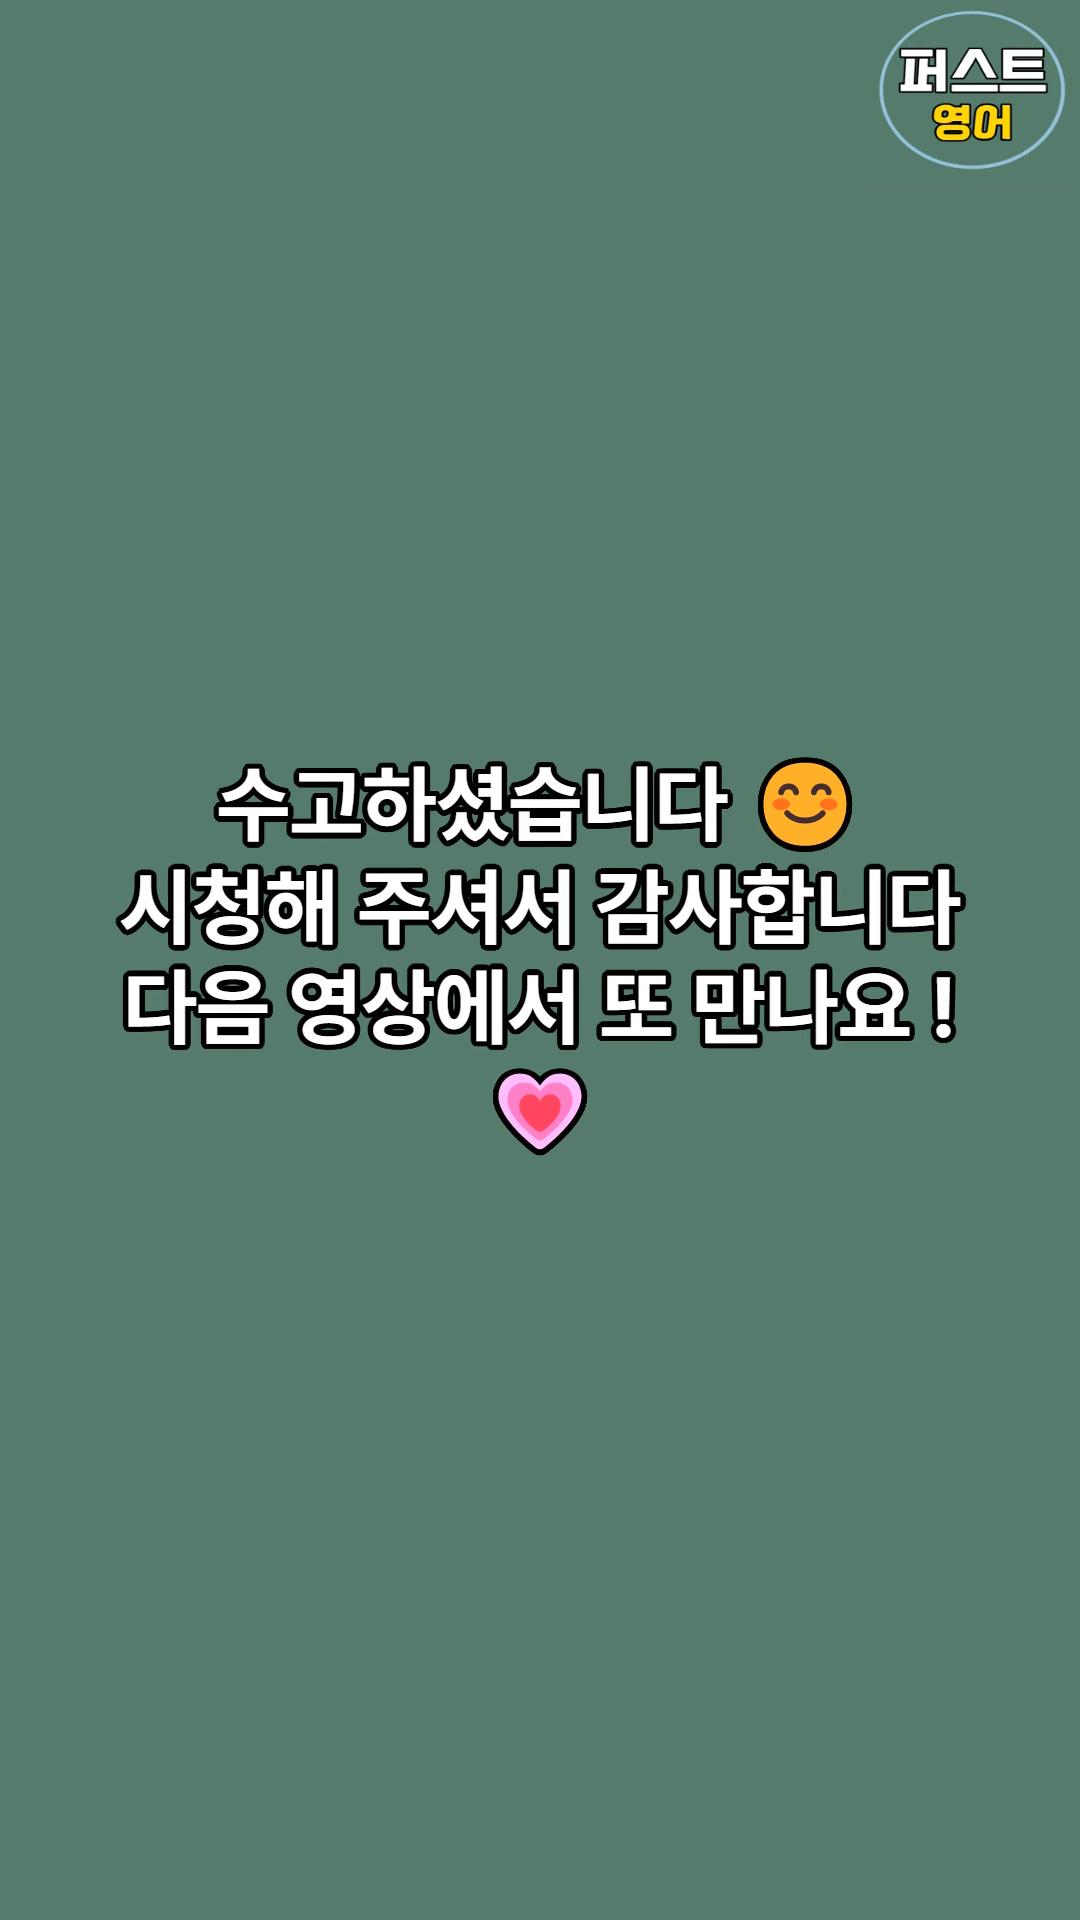 퍼스트
영어
수고하셨습니다 😊
시청해 주셔서 감사합니다
다음 영상에서 또 만나요 !
💗